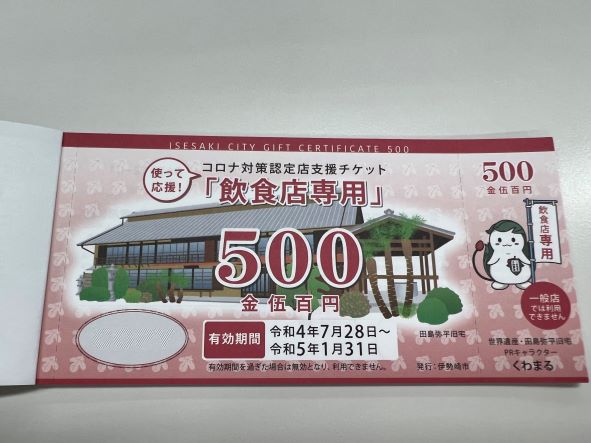 ISESAKI CITY GIFT CERTIFICATE 500
使って
応援!
コロナ対策認定店支援チケット
「飲食店専用」
500
金伍百円
有効期間
令和4年7月28日～
令和5年1月31日
有効期間を過ぎた場合は無効となり、利用できません。
田島弥平旧宅
発行:伊勢崎市
500
金伍百円
飲食店
専用
一般店
では利用
できません
世界遺産・田島弥平旧宅
PRキャラクター
くわまる